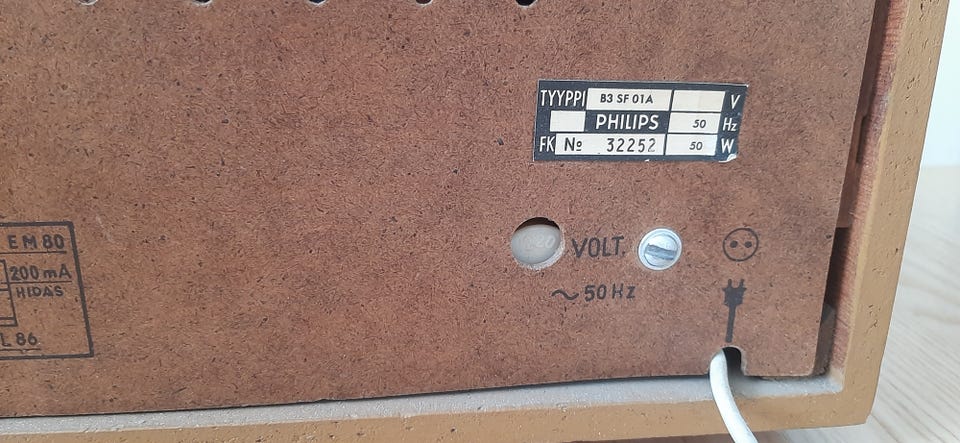 TYYPPI B3 SF 01A V
PHILIPS 50 Hz
FK № 32252 50 W
VOLT.
~ 50 Hz
EM 80
200 mA
HIDAS
L 86